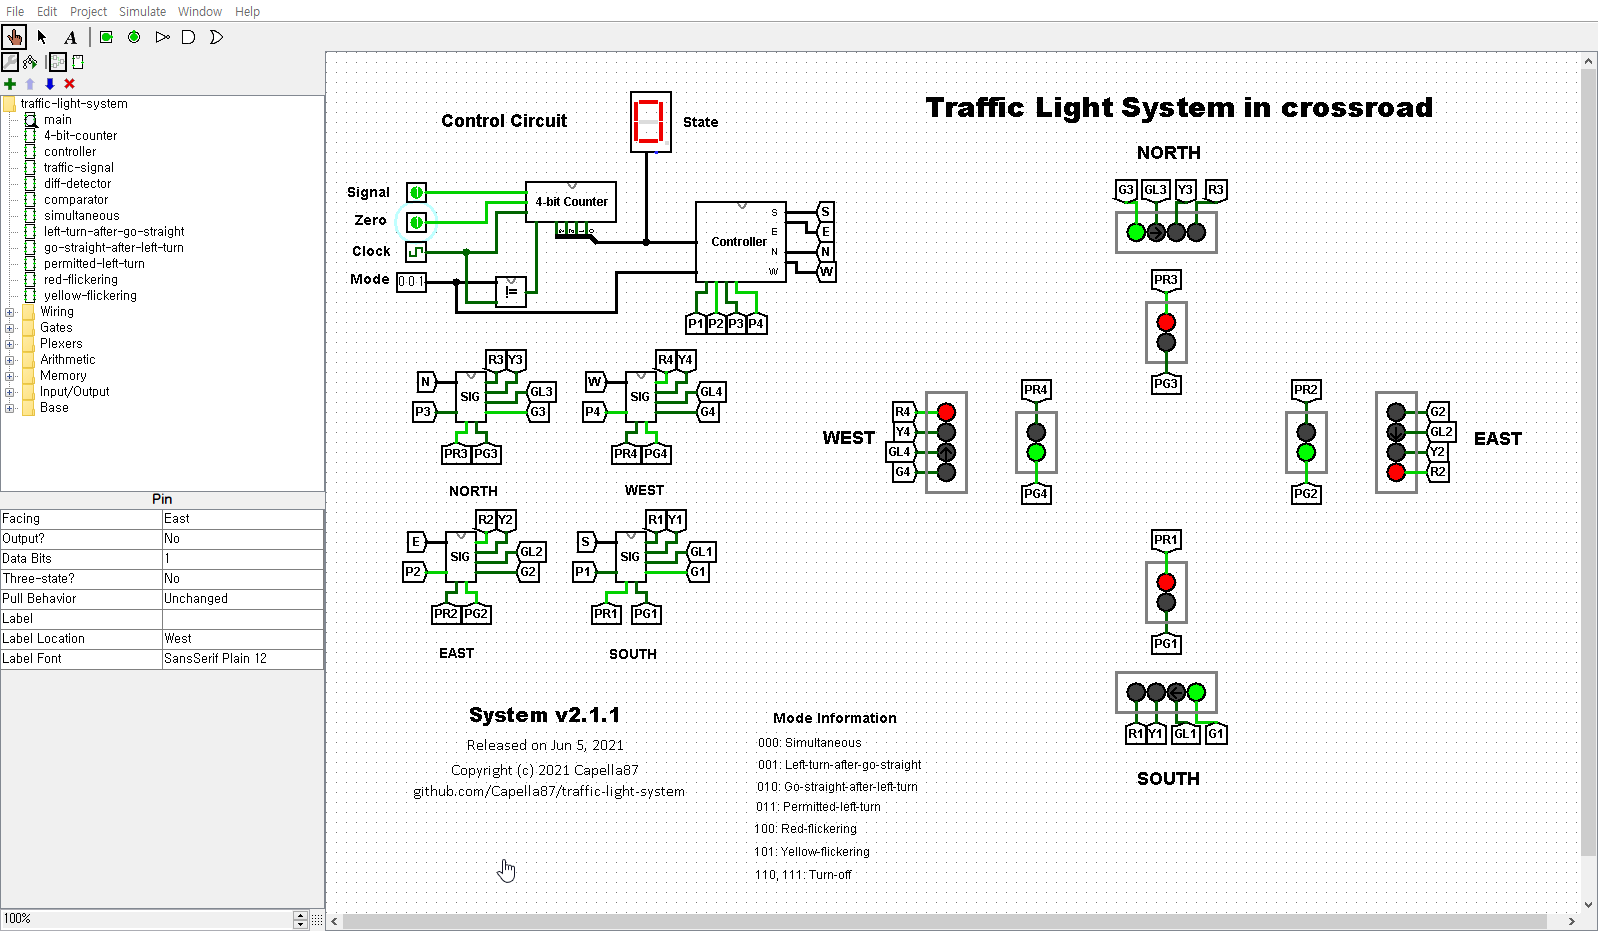 File Edit Project Simulate Window Help
A
traffic-light-system
main
4-bit-counter
controller
traffic-signal
diff-detector
comparator
simultaneous
left-turn-after-go-straight
go-straight-after-left-turn
permitted-left-turn
red-flickering
yellow-flickering
Wiring
Gates
Plexers
Arithmetic
Memory
Input/Output
Base
Pin
Facing East
Output? No
Data Bits 1
Three-state? No
Pull Behavior Unchanged
Label
Label Location West
Label Font SansSerif Plain 12
100%
Control Circuit
State
Signal 1
Zero 1
Clock
Mode 0 0 1
4-bit Counter
3 2 1 0
!=
Controller
S
E
N
W
S
E
N
W
P1 P2 P3 P4
R3 Y3
N SIG GL3
P3 G3
PR3 PG3
NORTH
R4 Y4
W SIG GL4
P4 G4
PR4 PG4
WEST
R2 Y2
E SIG GL2
P2 G2
PR2 PG2
EAST
R1 Y1
S SIG GL1
P1 G1
PR1 PG1
SOUTH
System v2.1.1
Released on Jun 5, 2021
Copyright (c) 2021 Capella87
github.com/Capella87/traffic-light-system
Mode Information
000: Simultaneous
001: Left-turn-after-go-straight
010: Go-straight-after-left-turn
011: Permitted-left-turn
100: Red-flickering
101: Yellow-flickering
110, 111: Turn-off
Traffic Light System in crossroad
NORTH
G3 GL3 Y3 R3
PR3
PG3
WEST
R4
Y4
GL4
G4
PR4
PG4
PR2
PG2
G2
GL2
Y2
R2
EAST
PR1
PG1
R1 Y1 GL1 G1
SOUTH